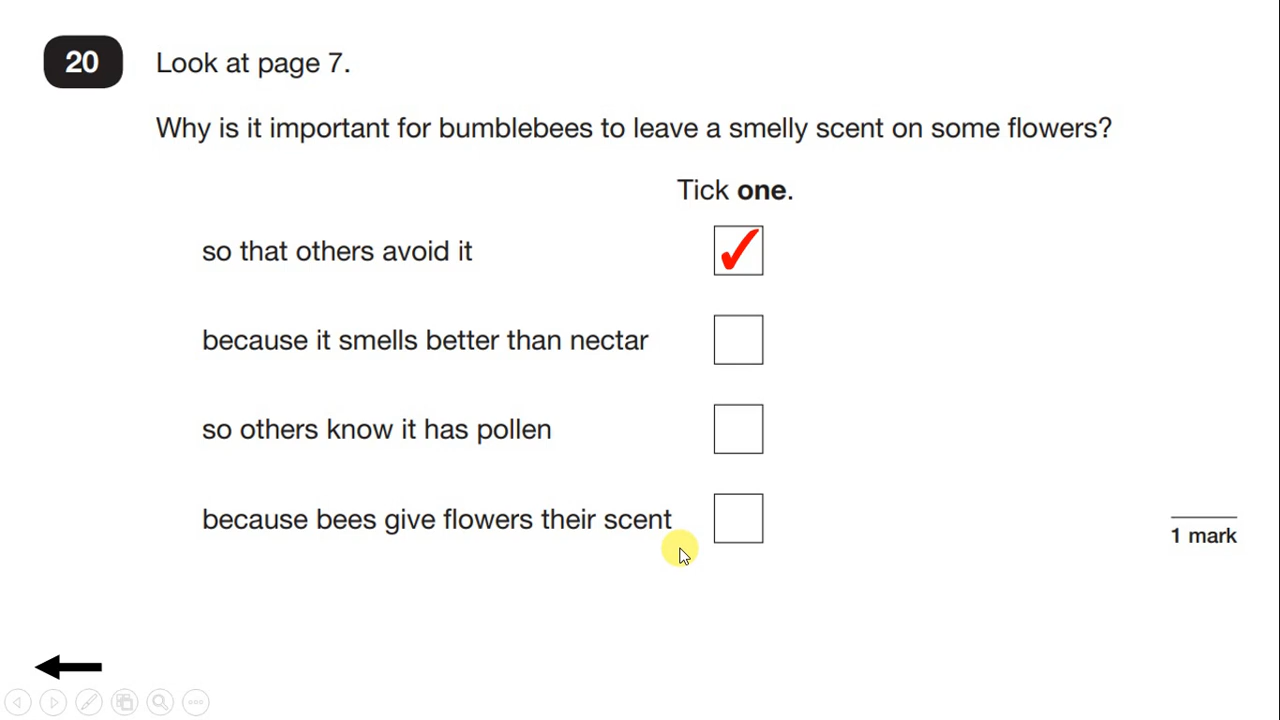 20 Look at page 7.
Why is it important for bumblebees to leave a smelly scent on some flowers?
Tick one.
so that others avoid it
because it smells better than nectar
so others know it has pollen
because bees give flowers their scent
1 mark